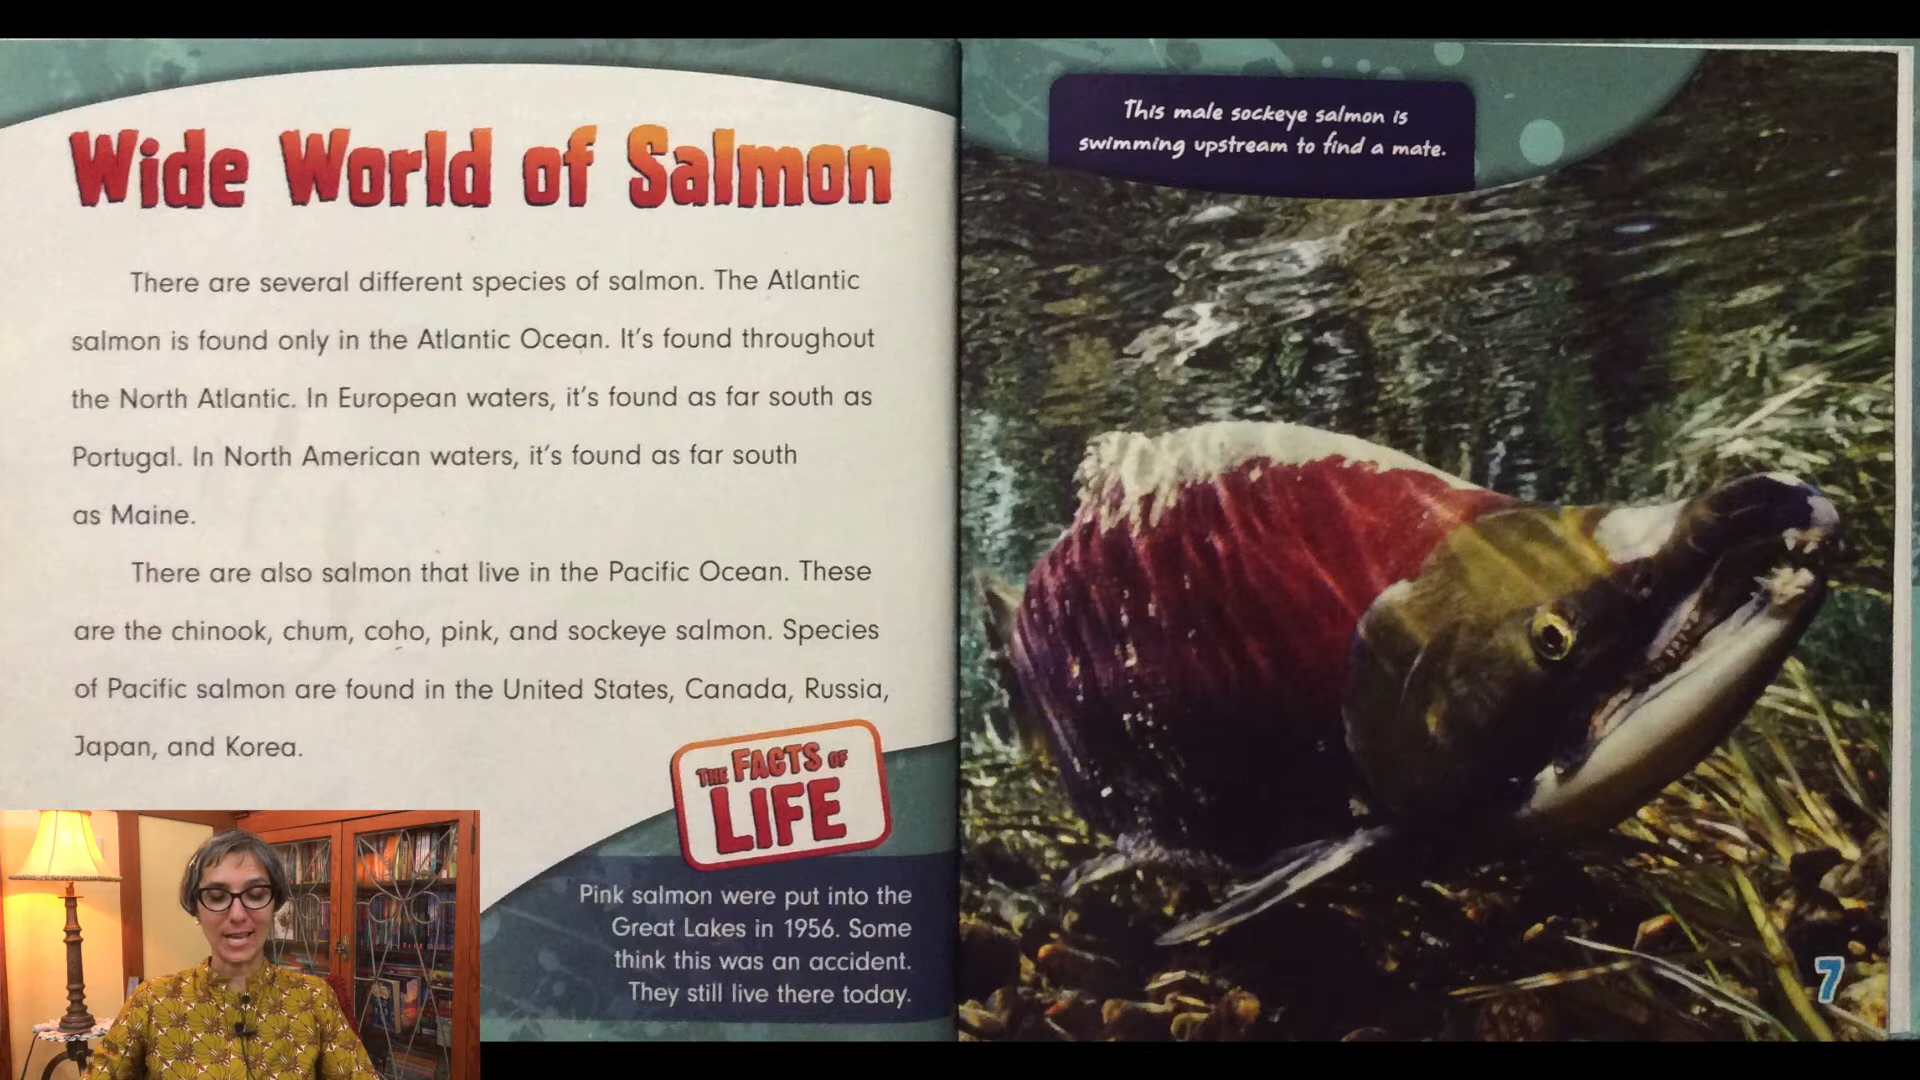 Wide World of Salmon
There are several different species of salmon. The Atlantic
salmon is found only in the Atlantic Ocean. It's found throughout
the North Atlantic. In European waters, it's found as far south as
Portugal. In North American waters, it's found as far south
as Maine.
There are also salmon that live in the Pacific Ocean. These
are the chinook, chum, coho, pink, and sockeye salmon. Species
of Pacific salmon are found in the United States, Canada, Russia,
Japan, and Korea.
THE FACTS OF
LIFE
Pink salmon were put into the
Great Lakes in 1956. Some
think this was an accident.
They still live there today.
This male sockeye salmon is
swimming upstream to find a mate.
7